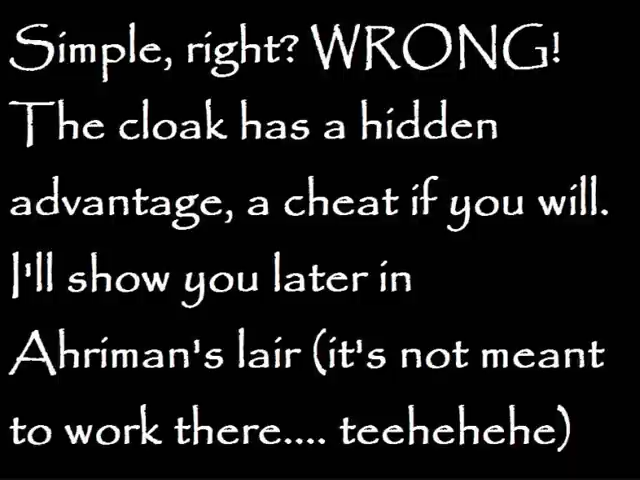 Simple, right? WRONG!
The cloak has a hidden
advantage, a cheat if you will.
I'll show you later in
Ahriman's lair (it's not meant
to work there.... teehehehe)